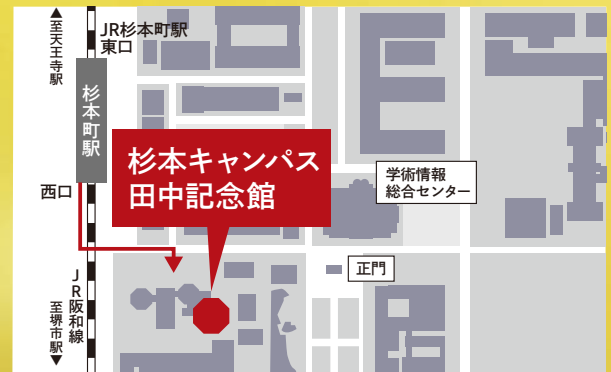 ▲至天王寺駅
JR杉本町駅
東口
杉本町駅
杉本キャンパス
田中記念館
学術情報
総合センター
西口
正門
JR阪和線
至堺市駅▼